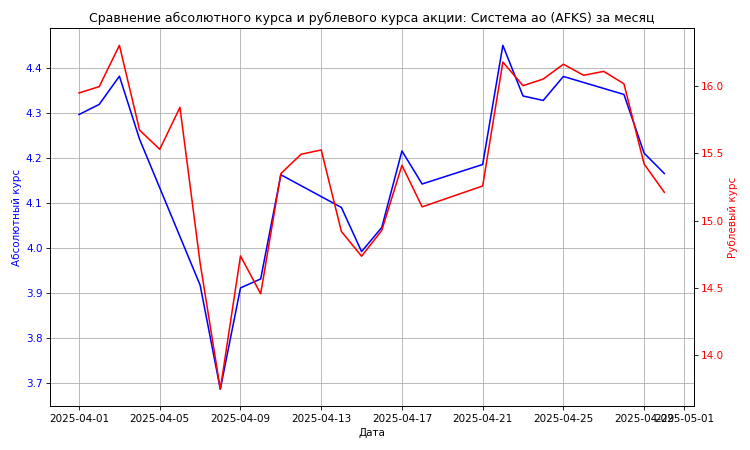 Сравнение абсолютного курса и рублевого курса акции: Система ао (AFKS) за месяц
4.4
4.3
4.2
4.1
4.0
3.9
3.8
3.7
Абсолютный курс
16.0
15.5
15.0
14.5
14.0
Рублевый курс
2025-04-01 2025-04-05 2025-04-09 2025-04-13 2025-04-17 2025-04-21 2025-04-25 2025-04-29 2025-05-01
Дата